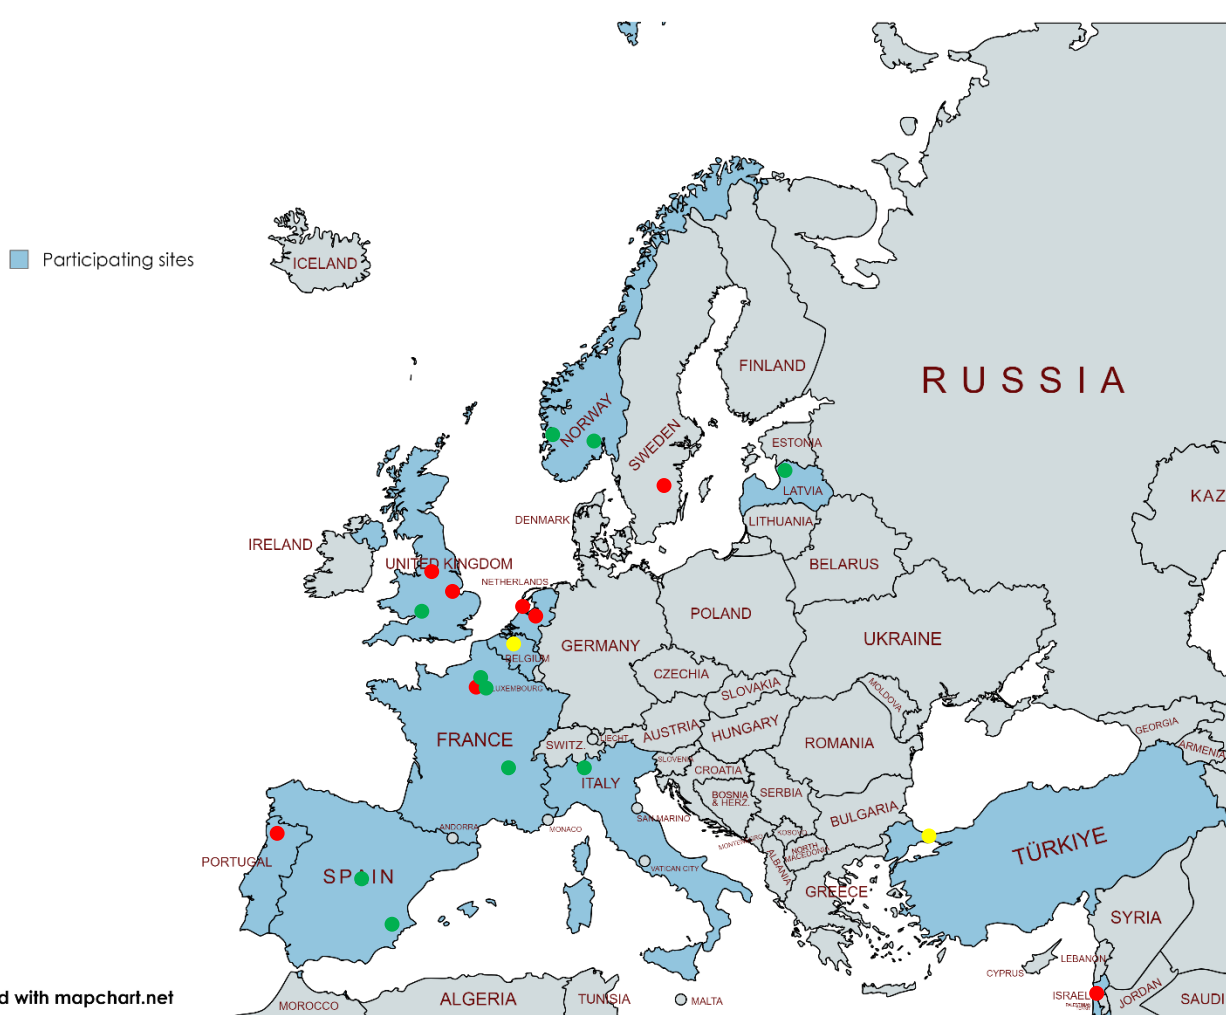 Participating sites
ICELAND
RUSSIA
FINLAND
NORWAY
SWEDEN
ESTONIA
LATVIA
KAZ
DENMARK
LITHUANIA
IRELAND
UNITED KINGDOM
BELARUS
NETHERLANDS
POLAND
GERMANY
UKRAINE
BELGIUM
CZECHIA
LUXEMBOURG
SLOVAKIA
MOLDOVA
AUSTRIA
HUNGARY
GEORGIA
FRANCE
SWITZ.
LIECHT
ROMANIA
ARMENIA
SLOVENIA
CROATIA
ITALY
BOSNIA
& HERZ.
SERBIA
BULGARIA
SAN MARINO
ANDORRA
MONACO
KOSOVO
MONTENEGRO
NORTH
MACEDONIA
TÜRKIYE
PORTUGAL
ALBANIA
VATICAN CITY
SPAIN
GREECE
SYRIA
LEBANON
CYPRUS
d with mapchart.net
MOROCCO
ALGERIA
TUNISIA
MALTA
ISRAEL
JORDAN
SAUDI